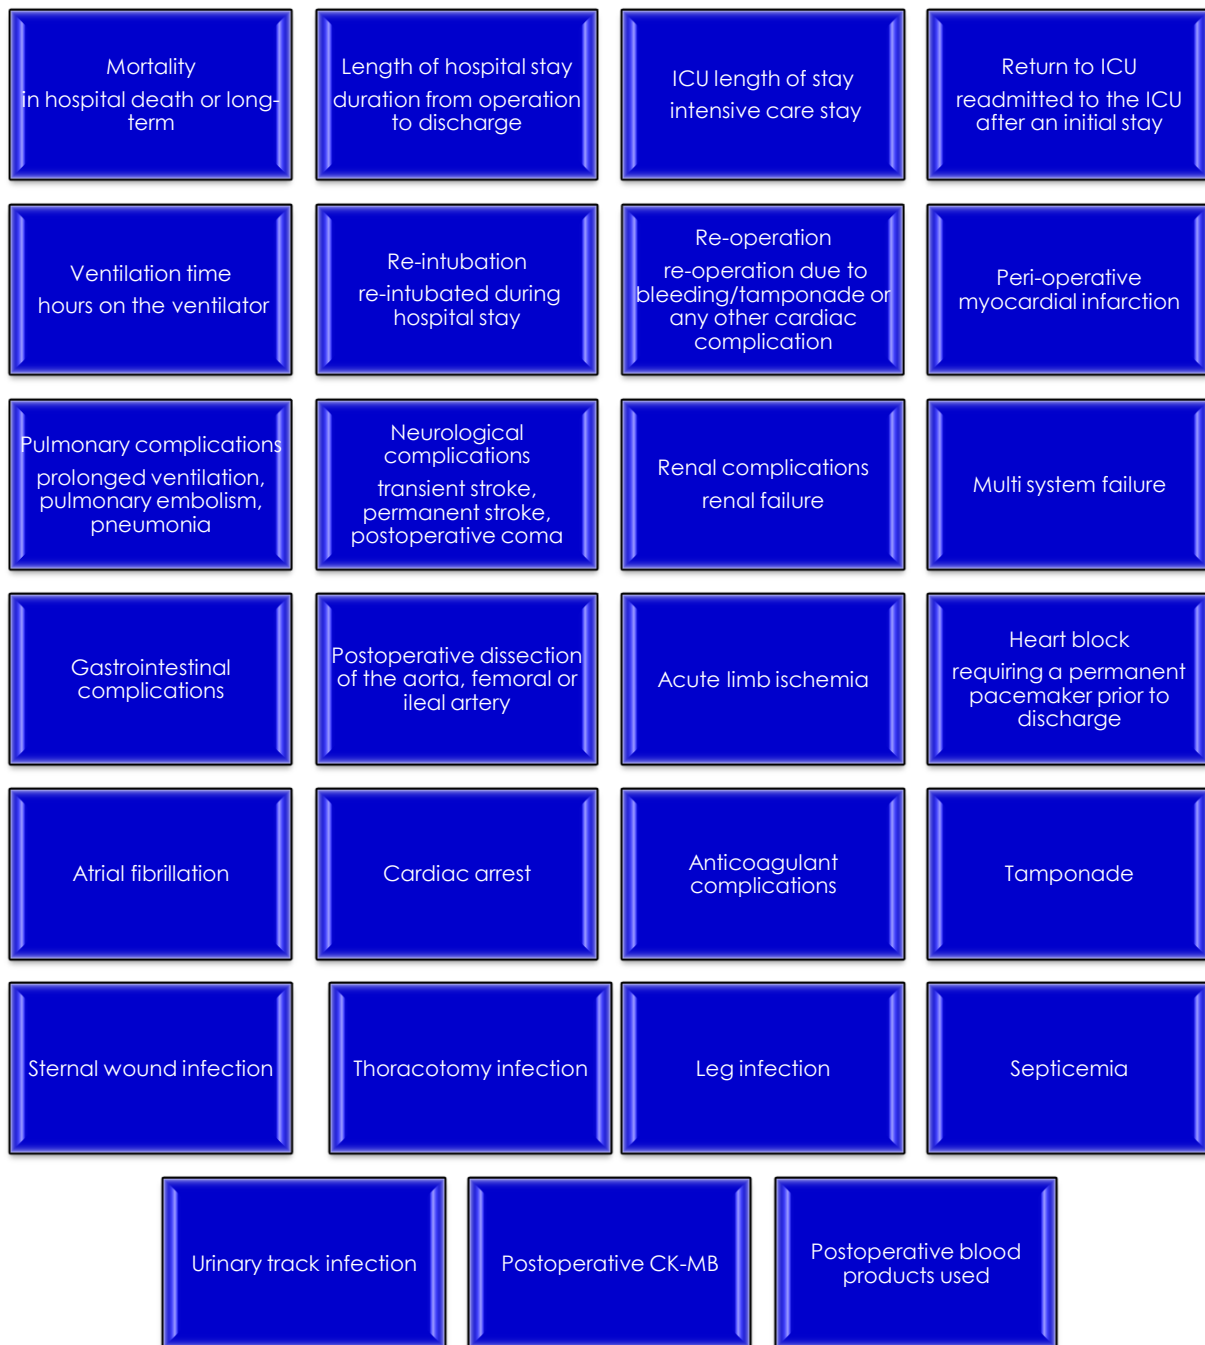 Mortality
in hospital death or long-
term
Length of hospital stay
duration from operation
to discharge
ICU length of stay
intensive care stay
Return to ICU
readmitted to the ICU
after an initial stay
Ventilation time
hours on the ventilator
Re-intubation
re-intubated during
hospital stay
Re-operation
re-operation due to
bleeding/tamponade or
any other cardiac
complication
Peri-operative
myocardial infarction
Pulmonary complications
prolonged ventilation,
pulmonary embolism,
pneumonia
Neurological
complications
transient stroke,
permanent stroke,
postoperative coma
Renal complications
renal failure
Multi system failure
Gastrointestinal
complications
Postoperative dissection
of the aorta, femoral or
ileal artery
Acute limb ischemia
Heart block
requiring a permanent
pacemaker prior to
discharge
Atrial fibrillation
Cardiac arrest
Anticoagulant
complications
Tamponade
Sternal wound infection
Thoracotomy infection
Leg infection
Septicemia
Urinary track infection
Postoperative CK-MB
Postoperative blood
products used